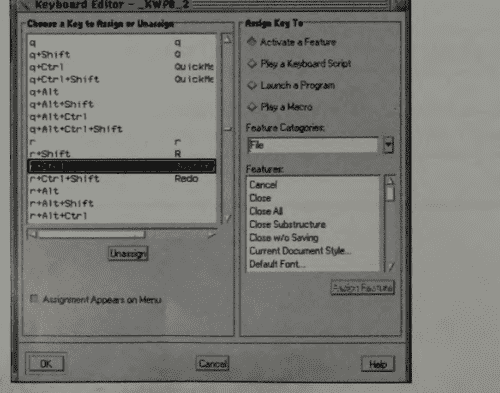 Keyboard Editor - _KWP8_2
Choose a Key to Assign or Unassign
q q
q+Shift Q
q+Ctrl QuickMe
q+Ctrl+Shift QuickMe
q+Alt
q+Alt+Shift
q+Alt+Ctrl
q+Alt+Ctrl+Shift
r r
r+Shift R
r+Ctrl+Shift Redo
r+Alt
r+Alt+Shift
r+Alt+Ctrl
Unassign
Assignment Appears on Menu
Assign Key To
Activate a Feature
Play a Keyboard Script
Launch a Program
Play a Macro
Feature Categories:
File
Features:
Cancel
Close
Close All
Close Substructure
Close w/o Saving
Current Document Style...
Default Font...
Assign Feature
OK
Cancel
Help